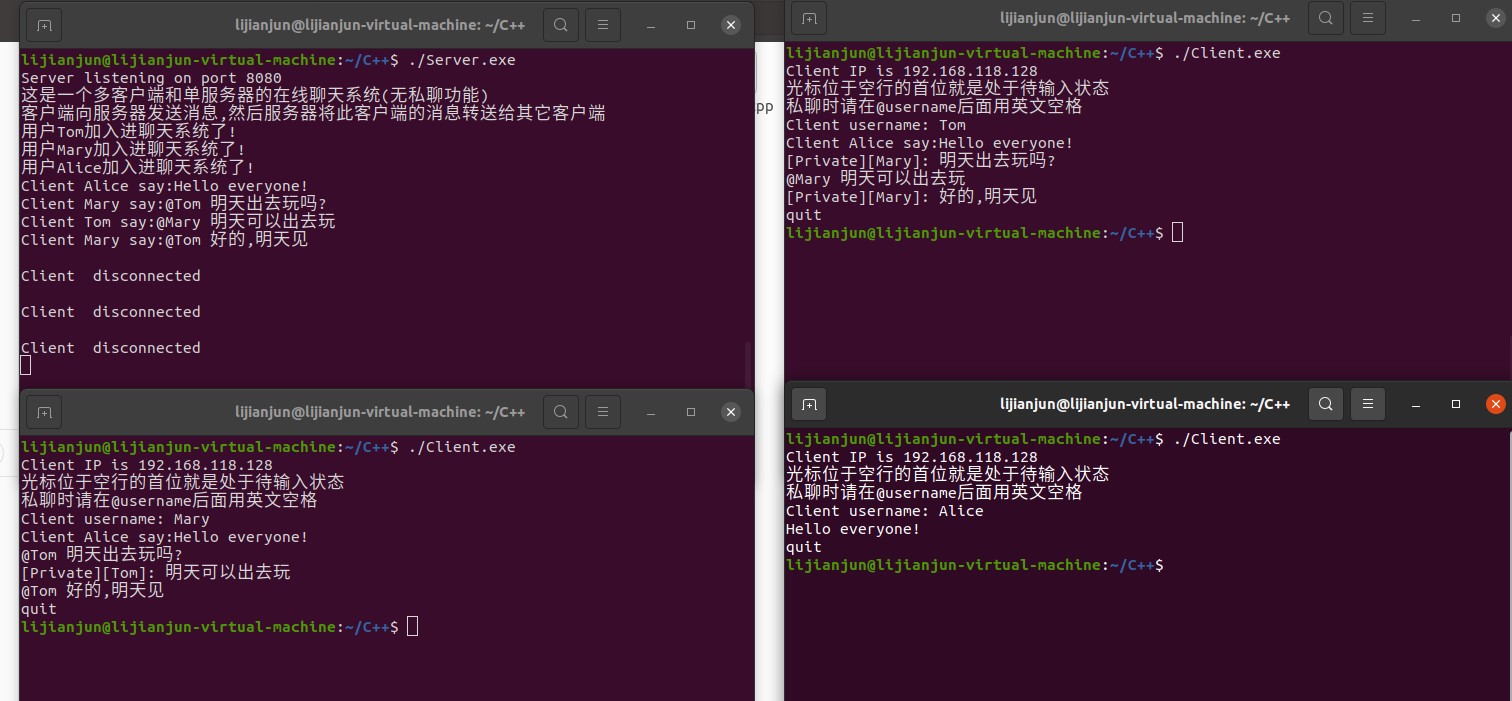 lijianjun@lijianjun-virtual-machine: ~/C++
lijianjun@lijianjun-virtual-machine:~/C++$ ./Server.exe
Server listening on port 8080
这是一个多客户端和单服务器的在线聊天系统(无私聊功能)
客户端向服务器发送消息,然后服务器将此客户端的消息转送给其它客户端
用户Tom加入进聊天系统了!
用户Mary加入进聊天系统了!
用户Alice加入进聊天系统了!
Client Alice say:Hello everyone!
Client Mary say:@Tom 明天出去玩吗?
Client Tom say:@Mary 明天可以出去玩
Client Mary say:@Tom 好的,明天见
Client  disconnected
Client  disconnected
Client  disconnected
pp
lijianjun@lijianjun-virtual-machine: ~/C++
lijianjun@lijianjun-virtual-machine:~/C++$ ./Client.exe
Client IP is 192.168.118.128
光标位于空行的首位就是处于待输入状态
私聊时请在@username后面用英文空格
Client username: Tom
Client Alice say:Hello everyone!
[Private][Mary]: 明天出去玩吗?
@Mary 明天可以出去玩
[Private][Mary]: 好的,明天见
quit
lijianjun@lijianjun-virtual-machine:~/C++$
lijianjun@lijianjun-virtual-machine: ~/C++
lijianjun@lijianjun-virtual-machine:~/C++$ ./Client.exe
Client IP is 192.168.118.128
光标位于空行的首位就是处于待输入状态
私聊时请在@username后面用英文空格
Client username: Mary
Client Alice say:Hello everyone!
@Tom 明天出去玩吗?
[Private][Tom]: 明天可以出去玩
@Tom 好的,明天见
quit
lijianjun@lijianjun-virtual-machine:~/C++$
lijianjun@lijianjun-virtual-machine: ~/C++
lijianjun@lijianjun-virtual-machine:~/C++$ ./Client.exe
Client IP is 192.168.118.128
光标位于空行的首位就是处于待输入状态
私聊时请在@username后面用英文空格
Client username: Alice
Hello everyone!
quit
lijianjun@lijianjun-virtual-machine:~/C++$